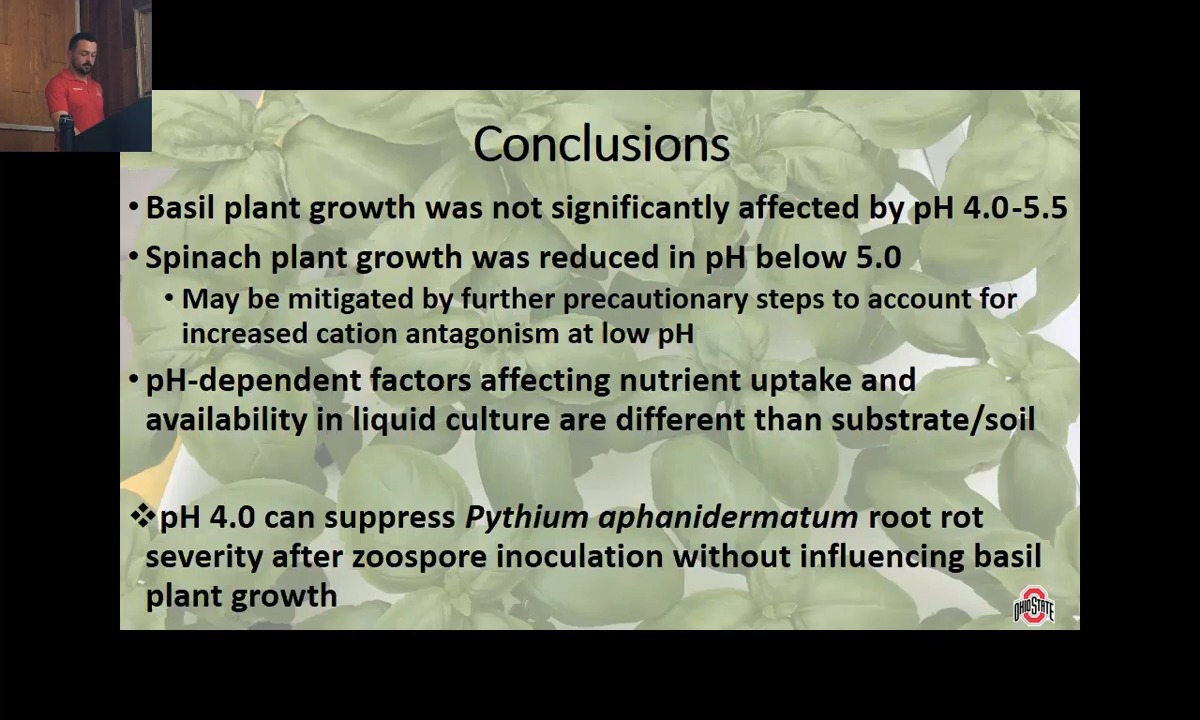 Conclusions
• Basil plant growth was not significantly affected by pH 4.0-5.5
• Spinach plant growth was reduced in pH below 5.0
• May be mitigated by further precautionary steps to account for
increased cation antagonism at low pH
• pH-dependent factors affecting nutrient uptake and
availability in liquid culture are different than substrate/soil
❖pH 4.0 can suppress Pythium aphanidermatum root rot
severity after zoospore inoculation without influencing basil
plant growth
OHIO STATE